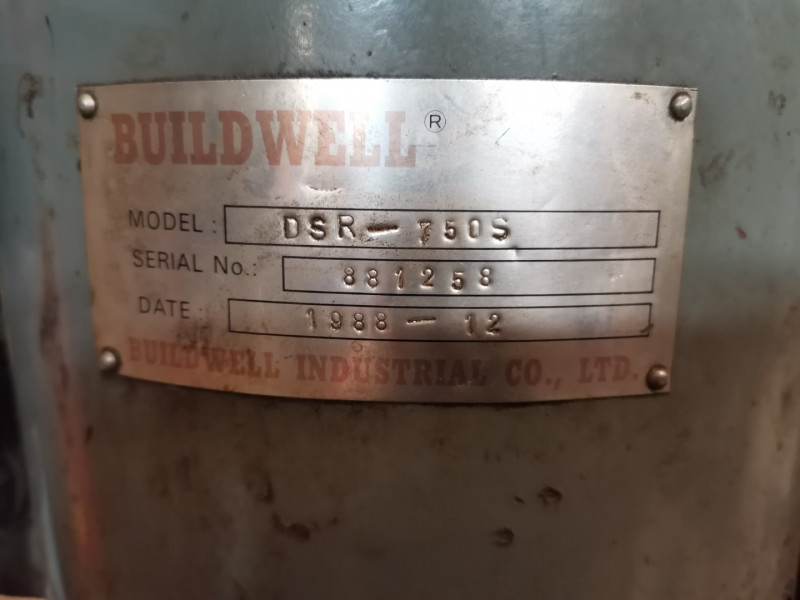 BUILDWELL®
MODEL: DSR-750S
SERIAL No.: 881258
DATE: 1988-12
BUILDWELL INDUSTRIAL CO., LTD.